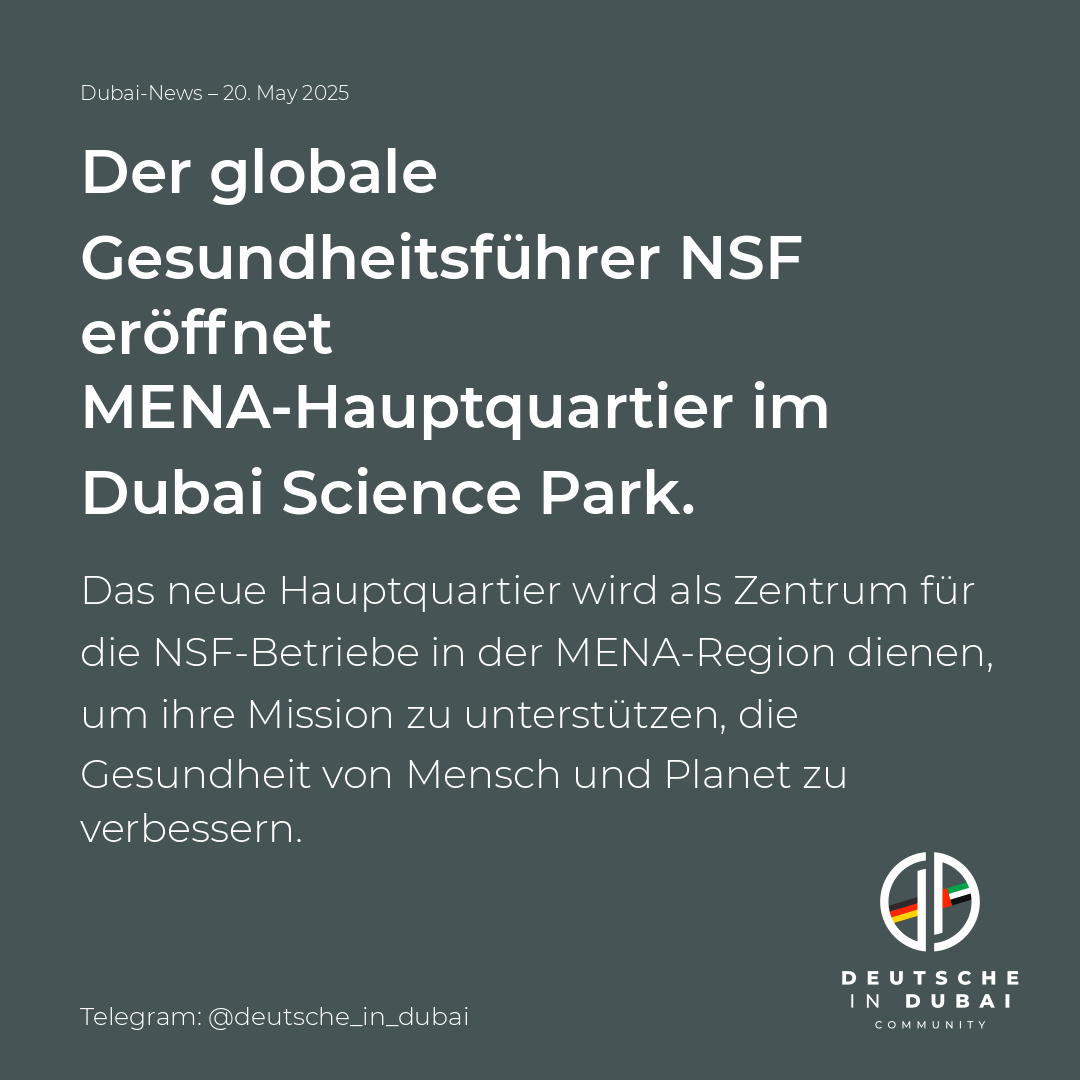 Dubai-News – 20. May 2025
Der globale
Gesundheitsführer NSF
eröffnet
MENA-Hauptquartier im
Dubai Science Park.
Das neue Hauptquartier wird als Zentrum für
die NSF-Betriebe in der MENA-Region dienen,
um ihre Mission zu unterstützen, die
Gesundheit von Mensch und Planet zu
verbessern.
DEUTSCHE
IN DUBAI
COMMUNITY
Telegram: @deutsche_in_dubai